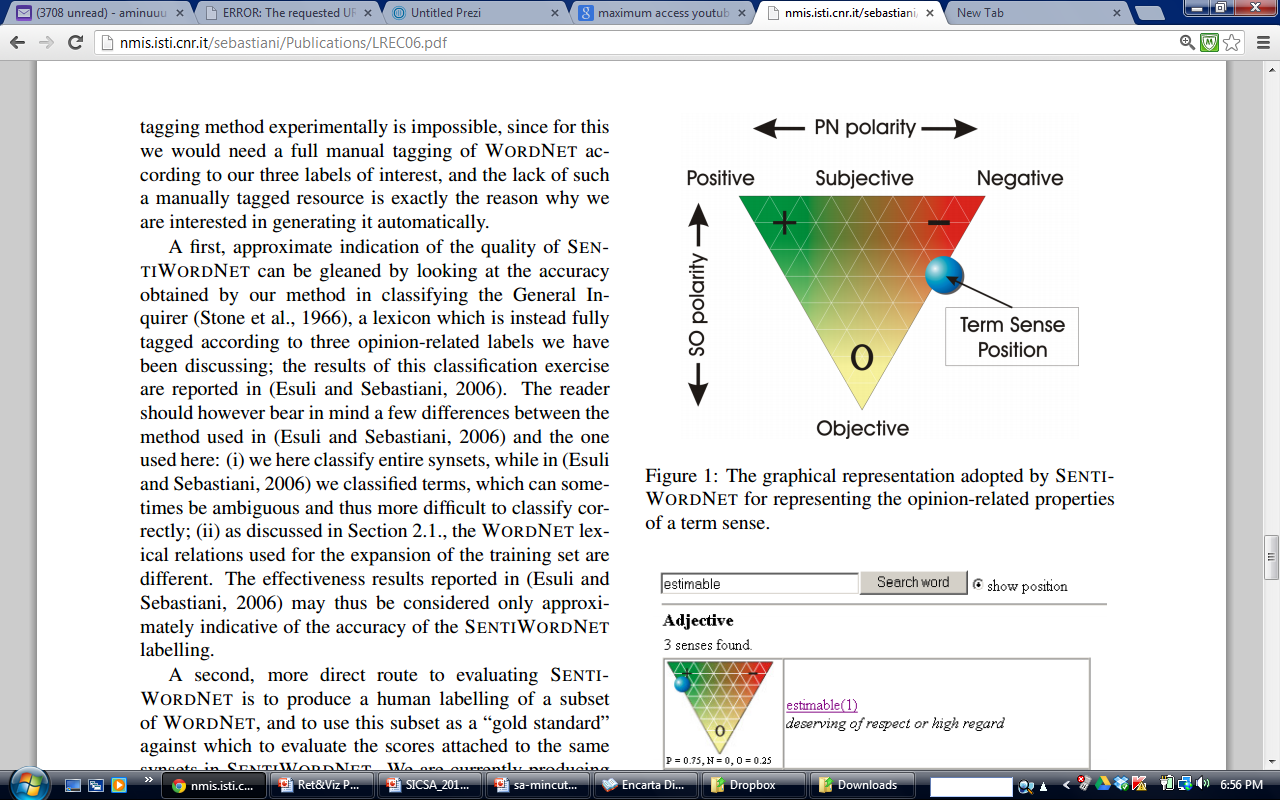 (3708 unread) - aminuuu
ERROR: The requested UR
Untitled Prezi
maximum access youtub
nmis.isti.cnr.it/sebastiani/
New Tab
nmis.isti.cnr.it/sebastiani/Publications/LREC06.pdf
tagging method experimentally is impossible, since for this
we would need a full manual tagging of WORDNET ac-
cording to our three labels of interest, and the lack of such
a manually tagged resource is exactly the reason why we
are interested in generating it automatically.
A first, approximate indication of the quality of SEN-
TIWORDNET can be gleaned by looking at the accuracy
obtained by our method in classifying the General In-
quirer (Stone et al., 1966), a lexicon which is instead fully
tagged according to three opinion-related labels we have
been discussing; the results of this classification exercise
are reported in (Esuli and Sebastiani, 2006). The reader
should however bear in mind a few differences between the
method used in (Esuli and Sebastiani, 2006) and the one
used here: (i) we here classify entire synsets, while in (Esuli
and Sebastiani, 2006) we classified terms, which can some-
times be ambiguous and thus more difficult to classify cor-
rectly; (ii) as discussed in Section 2.1., the WORDNET lex-
ical relations used for the expansion of the training set are
different. The effectiveness results reported in (Esuli and
Sebastiani, 2006) may thus be considered only approxi-
mately indicative of the accuracy of the SENTIWORDNET
labelling.
A second, more direct route to evaluating SENTI-
WORDNET is to produce a human labelling of a subset
of WORDNET, and to use this subset as a “gold standard”
against which to evaluate the scores attached to the same
synsets in SENTIWORDNET. We are currently producing
PN polarity
Positive Subjective Negative
+ −
SO polarity
Term Sense
Position
O
Objective
Figure 1: The graphical representation adopted by SENTI-
WORDNET for representing the opinion-related properties
of a term sense.
estimable Search word show position
Adjective
3 senses found.
+ −
O
P = 0.75, N = 0, O = 0.25
estimable(1)
deserving of respect or high regard
nmis.isti.c...
Ret&Viz P...
SICSA_201...
sa-mincut...
Encarta Di...
Dropbox
Downloads
6:56 PM